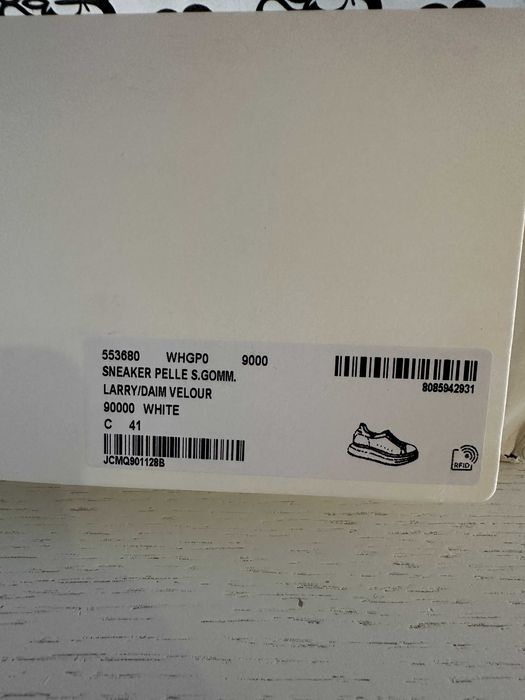 553680 WHGP0 9000
SNEAKER PELLE S.GOMM.
LARRY/DAIM VELOUR
90000 WHITE
C 41
JCMQ901128B
8085942931
RFID